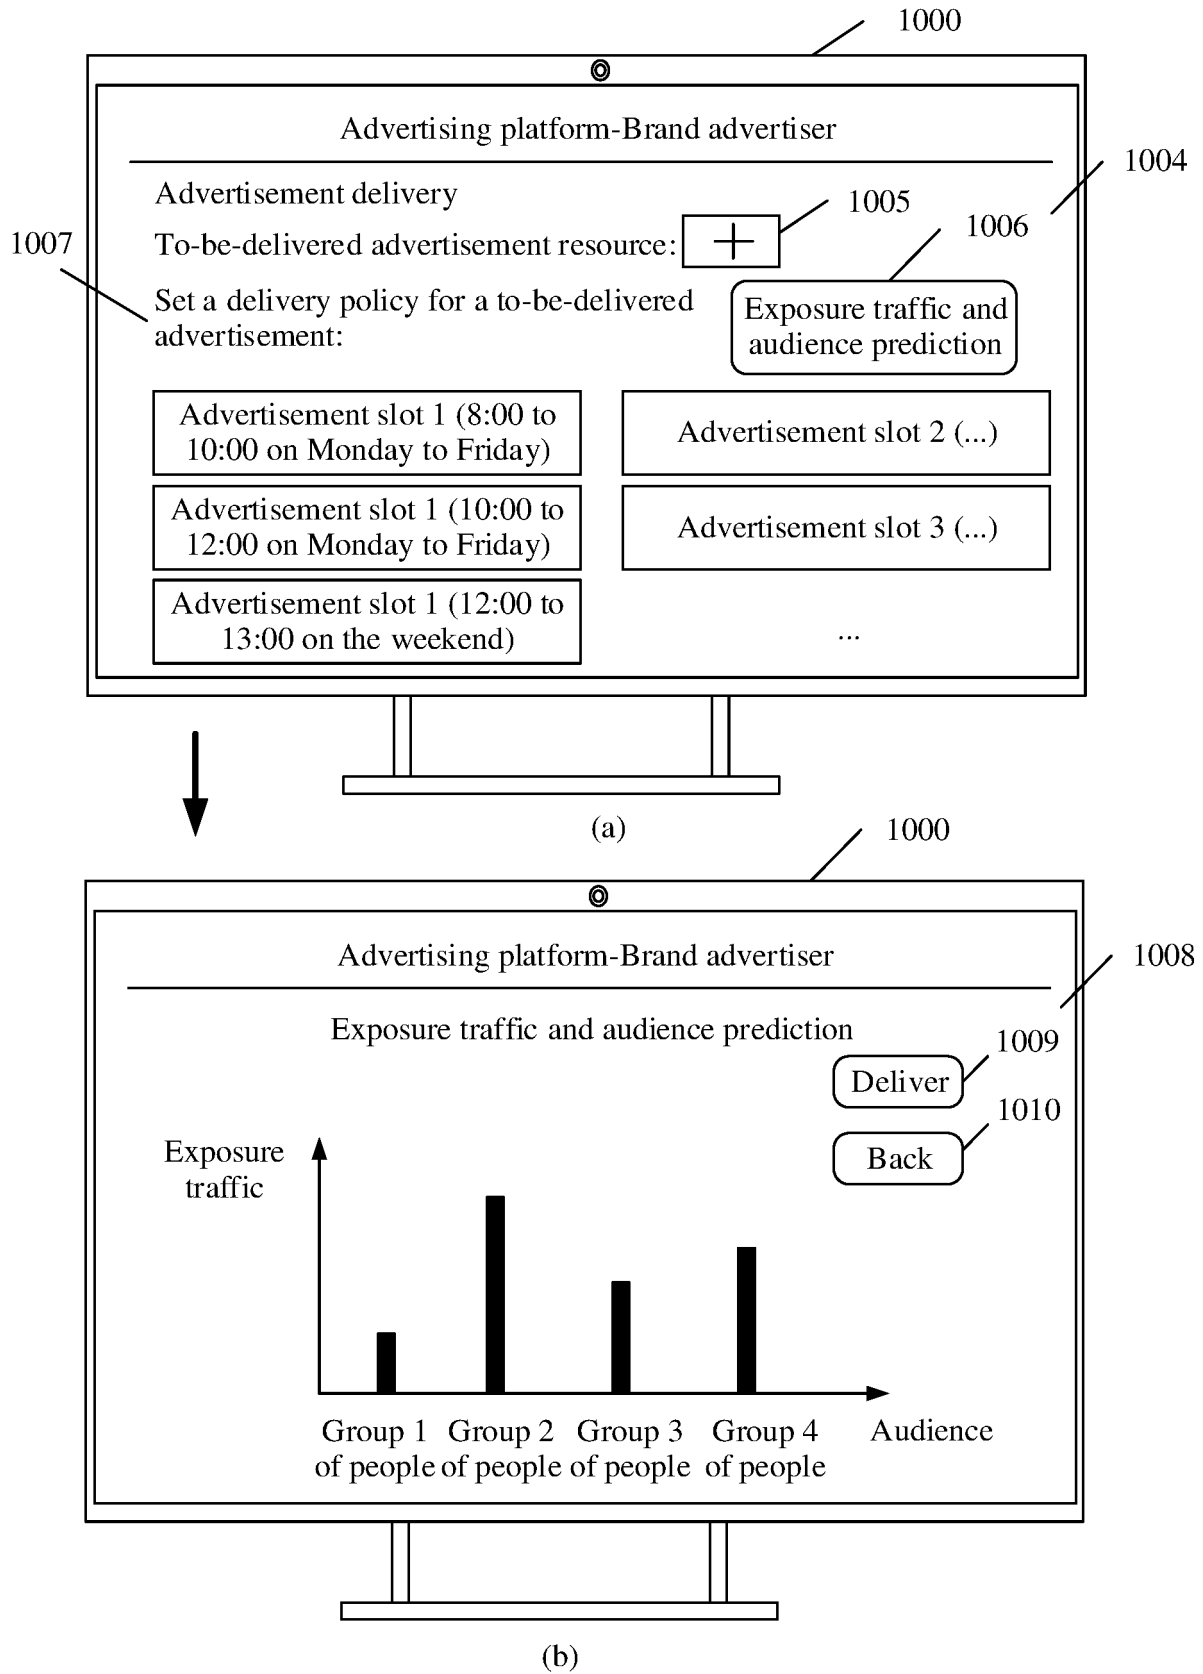 1000
Advertising platform-Brand advertiser
1004
Advertisement delivery
1005
1006
1007
To-be-delivered advertisement resource:
Set a delivery policy for a to-be-delivered
advertisement:
Exposure traffic and
audience prediction
Advertisement slot 1 (8:00 to
10:00 on Monday to Friday)
Advertisement slot 2 (...)
Advertisement slot 1 (10:00 to
12:00 on Monday to Friday)
Advertisement slot 3 (...)
Advertisement slot 1 (12:00 to
13:00 on the weekend)
...
(a)
1000
Advertising platform-Brand advertiser
1008
Exposure traffic and audience prediction
1009
Deliver
1010
Back
Exposure
traffic
Group 1
of people
Group 2
of people
Group 3
of people
Group 4
of people
Audience
(b)